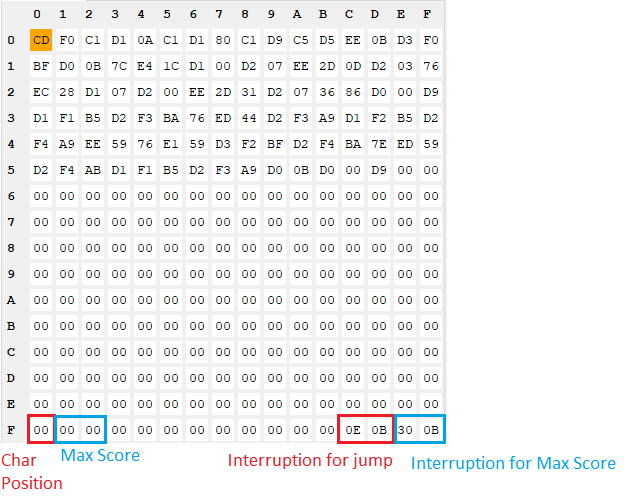 0 1 2 3 4 5 6 7 8 9 A B C D E F
0 CD F0 C1 D1 0A C1 D1 80 C1 D9 C5 D5 EE 0B D3 F0
1 BF D0 0B 7C E4 1C D1 00 D2 07 EE 2D 0D D2 03 76
2 EC 28 D1 07 D2 00 EE 2D 31 D2 07 36 86 D0 00 D9
3 D1 F1 B5 D2 F3 BA 76 ED 44 D2 F3 A9 D1 F2 B5 D2
4 F4 A9 EE 59 76 E1 59 D3 F2 BF D2 F4 BA 7E ED 59
5 D2 F4 AB D1 F1 B5 D2 F3 A9 D0 0B D0 00 D9 00 00
6 00 00 00 00 00 00 00 00 00 00 00 00 00 00 00 00
7 00 00 00 00 00 00 00 00 00 00 00 00 00 00 00 00
8 00 00 00 00 00 00 00 00 00 00 00 00 00 00 00 00
9 00 00 00 00 00 00 00 00 00 00 00 00 00 00 00 00
A 00 00 00 00 00 00 00 00 00 00 00 00 00 00 00 00
B 00 00 00 00 00 00 00 00 00 00 00 00 00 00 00 00
C 00 00 00 00 00 00 00 00 00 00 00 00 00 00 00 00
D 00 00 00 00 00 00 00 00 00 00 00 00 00 00 00 00
E 00 00 00 00 00 00 00 00 00 00 00 00 00 00 00 00
F 00 00 00 00 00 00 00 00 00 00 00 00 0E 0B 30 0B
Char
Position
Max Score
Interruption for jump
Interruption for Max Score